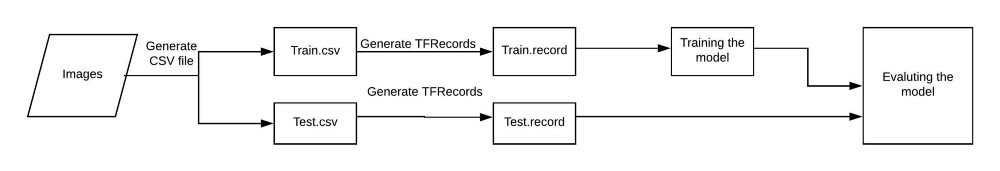 Images
Generate
CSV file
Train.csv
Generate TFRecords
Train.record
Training the
model
Generate TFRecords
Test.csv
Test.record
Evaluting the
model